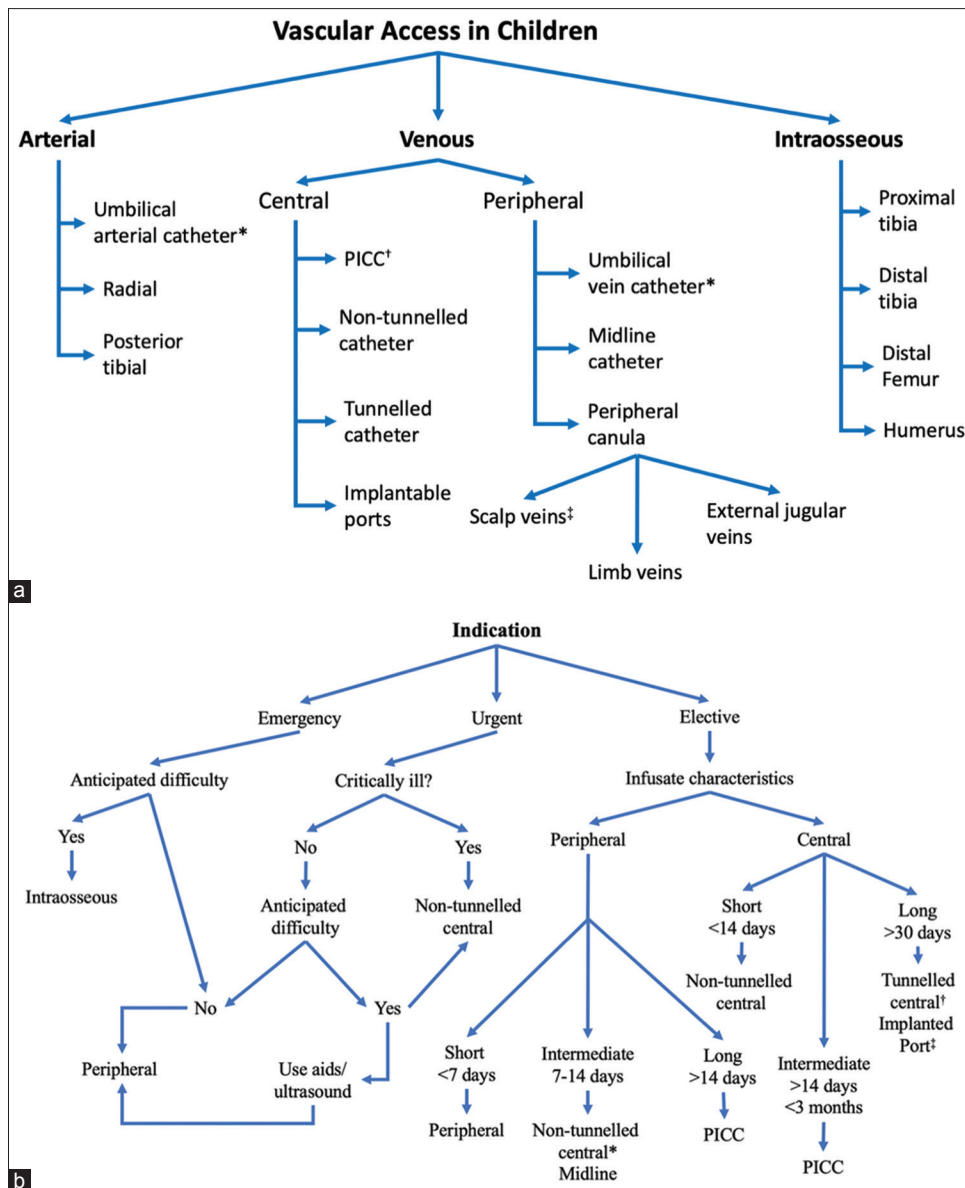 Vascular Access in Children
Arterial
Venous
Intraosseous
Umbilical
arterial catheter*
Radial
Posterior
tibial
Central
Peripheral
PICC†
Non-tunnelled
catheter
Tunnelled
catheter
Implantable
ports
Umbilical
vein catheter*
Midline
catheter
Peripheral
canula
Scalp veins‡
Limb veins
External jugular
veins
Proximal
tibia
Distal
tibia
Distal
Femur
Humerus
a
Indication
Emergency
Urgent
Elective
Anticipated difficulty
Critically ill?
Infusate characteristics
Yes
Intraosseous
No
Yes
Anticipated
difficulty
Non-tunnelled
central
No
Yes
Peripheral
Use aids/
ultrasound
Peripheral
Central
Short
<7 days
Peripheral
Intermediate
7-14 days
Non-tunnelled
central*
Midline
Long
>14 days
PICC
Short
<14 days
Non-tunnelled
central
Intermediate
>14 days
<3 months
PICC
Long
>30 days
Tunnelled
central†
Implanted
Port‡
b